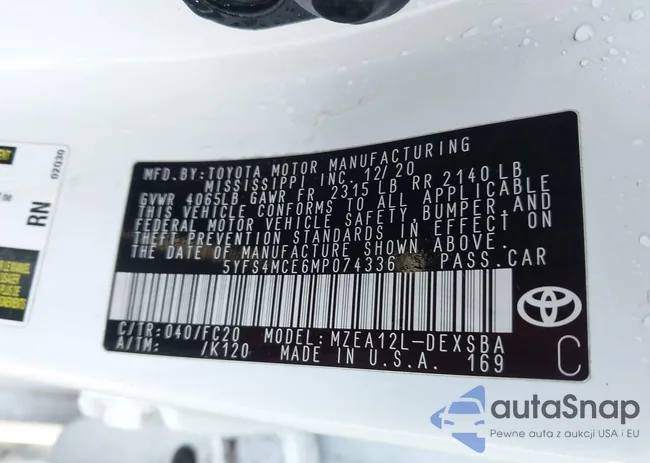 MFD.BY:TOYOTA MOTOR MANUFACTURING
MISSISSIPPI INC. 12/20
GVWR 4065LB GAWR FR 2315 LB RR 2140 LB
THIS VEHICLE CONFORMS TO ALL APPLICABLE
FEDERAL MOTOR VEHICLE SAFETY, BUMPER, AND
THEFT PREVENTION STANDARDS IN EFFECT ON
THE DATE OF MANUFACTURE SHOWN ABOVE.
5YFS4MCE6MP074336 PASS.CAR
C/TR: 040/FC20 MODEL: MZEA12L-DEXSBA
A/TM: /K120 MADE IN U.S.A. 169
C
02030
RN
autaSnap
Pewne auta z aukcji USA i EU